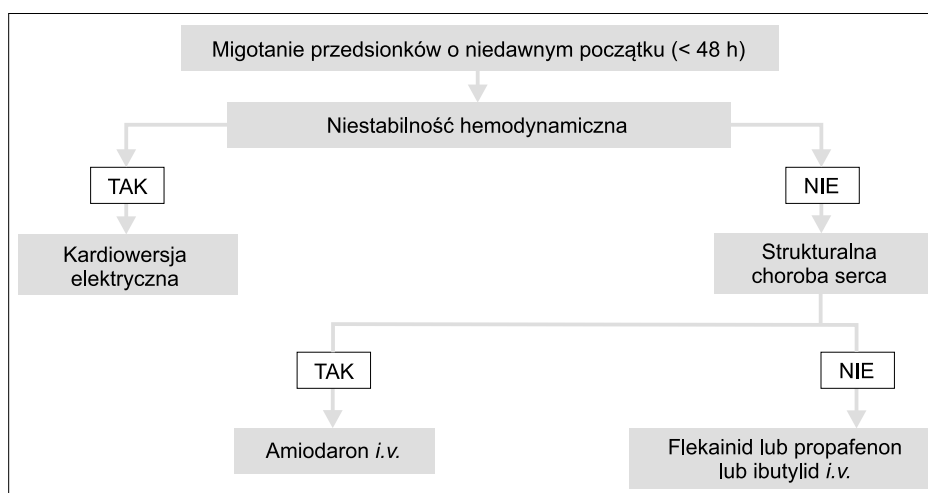 Migotanie przedsionków o niedawnym początku (< 48 h)
Niestabilność hemodynamiczna
TAK
NIE
Kardiowersja
elektryczna
Strukturalna
choroba serca
TAK
NIE
Amiodaron i.v.
Flekainid lub propafenon
lub ibutylid i.v.